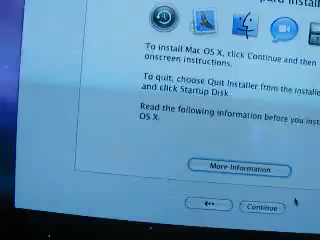 To install Mac OS X, click Continue and then
onscreen instructions.
To quit, choose Quit Installer from the Installe
and click Startup Disk.
Read the following information before you inst
OS X.
More Information
Continue